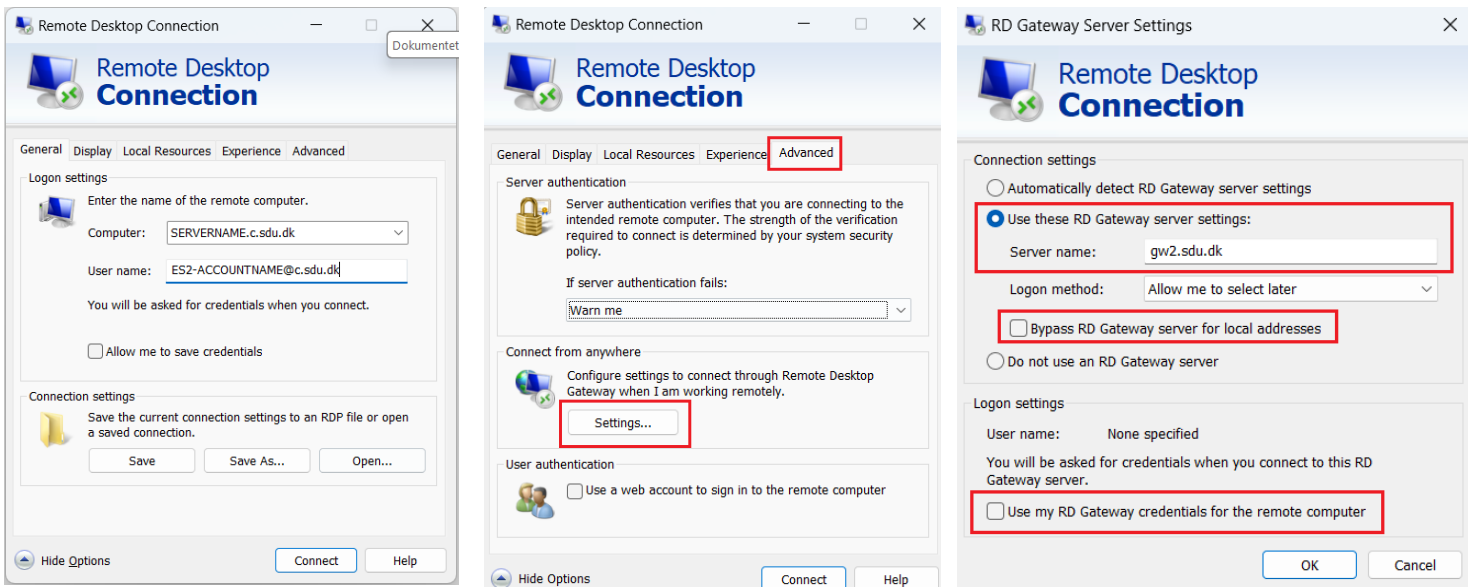 Remote Desktop Connection
Dokumentet
Remote Desktop
Connection
General Display Local Resources Experience Advanced
Logon settings
Enter the name of the remote computer.
Computer: SERVERNAME.c.sdu.dk
User name: ES2-ACCOUNTNAME@c.sdu.dk
You will be asked for credentials when you connect.
Allow me to save credentials
Connection settings
Save the current connection settings to an RDP file or open
a saved connection.
Save Save As... Open...
Hide Options Connect Help
Remote Desktop Connection
Remote Desktop
Connection
General Display Local Resources Experience Advanced
Server authentication
Server authentication verifies that you are connecting to the
intended remote computer. The strength of the verification
required to connect is determined by your system security
policy.
If server authentication fails:
Warn me
Connect from anywhere
Configure settings to connect through Remote Desktop
Gateway when I am working remotely.
Settings...
User authentication
Use a web account to sign in to the remote computer
Hide Options Connect Help
RD Gateway Server Settings
Remote Desktop
Connection
Connection settings
Automatically detect RD Gateway server settings
Use these RD Gateway server settings:
Server name: gw2.sdu.dk
Logon method: Allow me to select later
Bypass RD Gateway server for local addresses
Do not use an RD Gateway server
Logon settings
User name: None specified
You will be asked for credentials when you connect to this RD
Gateway server.
Use my RD Gateway credentials for the remote computer
OK Cancel